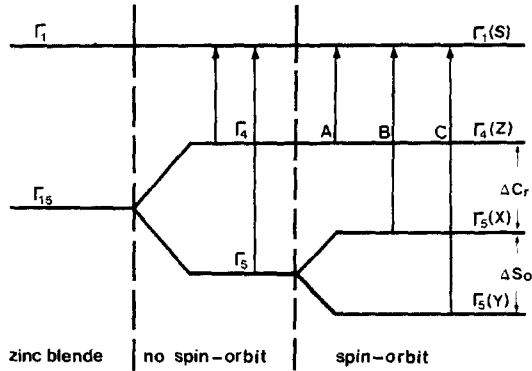 Γ₁ Γ₁(S)
Γ₄ A B C Γ₄(Z)
ΔCr
Γ₁₅
Γ₅(X)
Γ₅ ΔSo
Γ₅(Y)
zinc blende no spin-orbit spin-orbit